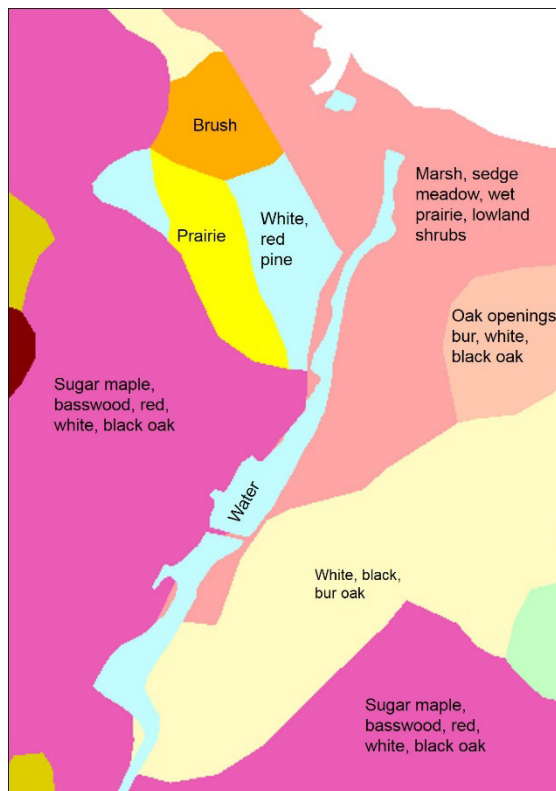 Brush
Marsh, sedge
meadow, wet
prairie, lowland
shrubs
White,
red
pine
Prairie
Oak openings
bur, white,
black oak
Sugar maple,
basswood, red,
white, black oak
Water
White, black,
bur oak
Sugar maple,
basswood, red,
white, black oak